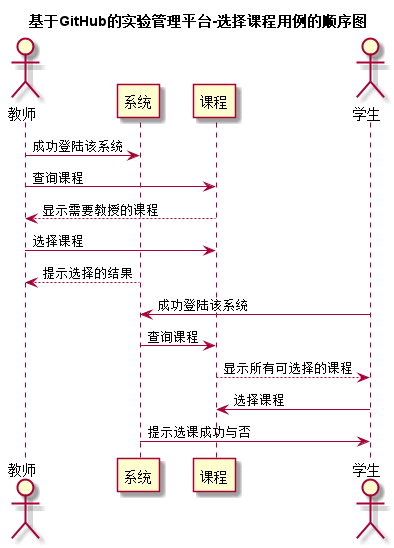 基于GitHub的实验管理平台-选择课程用例的顺序图
教师
系统
课程
学生
成功登陆该系统
查询课程
显示需要教授的课程
选择课程
提示选择的结果
成功登陆该系统
查询课程
显示所有可选择的课程
选择课程
提示选课成功与否
教师
系统
课程
学生